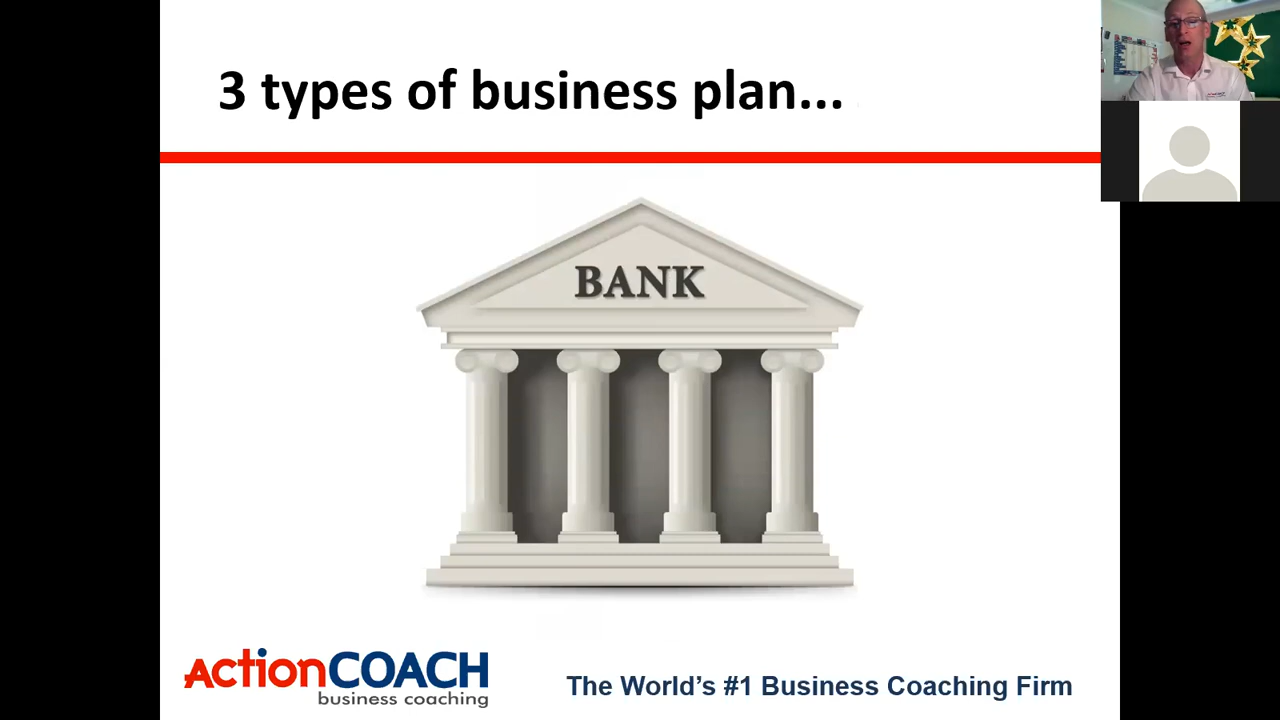 3 types of business plan...
BANK
ActionCOACH
business coaching
The World's #1 Business Coaching Firm